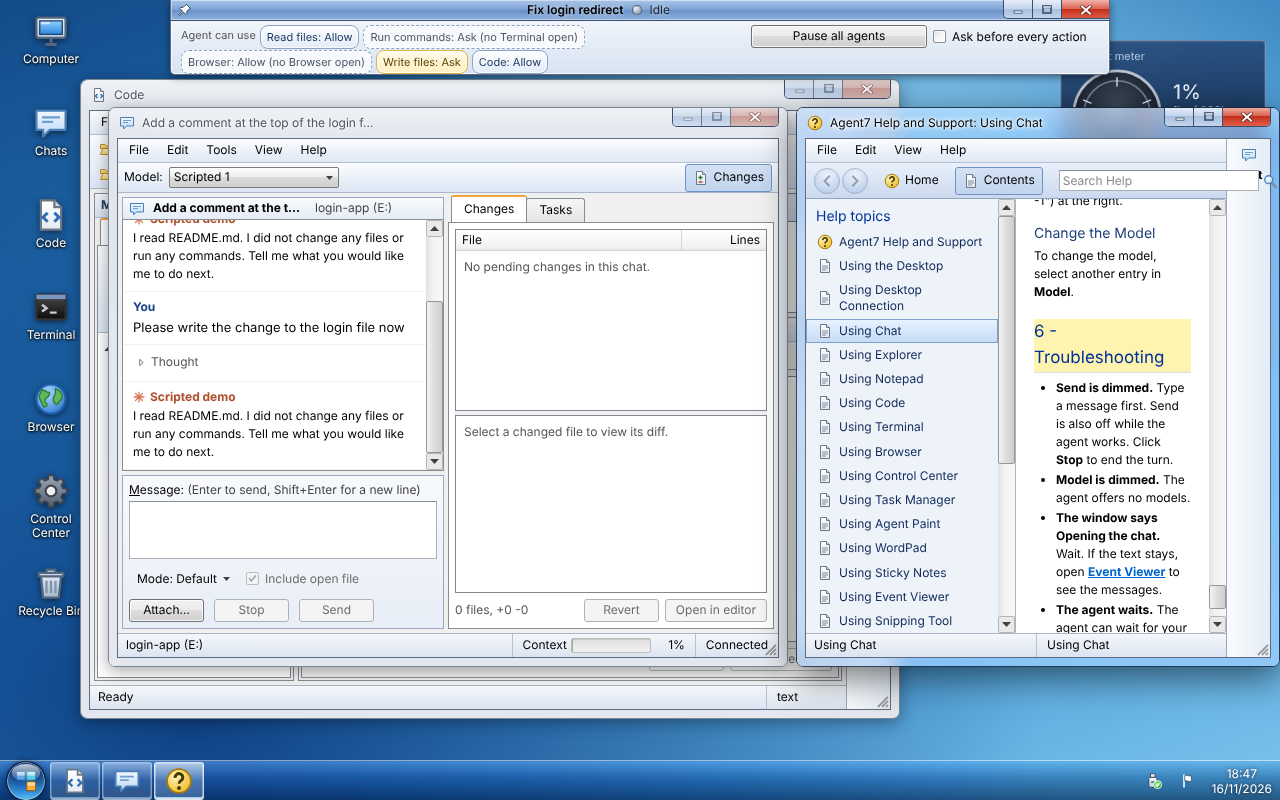 Fix login redirect Idle
Agent can use Read files: Allow Run commands: Ask (no Terminal open)
Browser: Allow (no Browser open) Write files: Ask Code: Allow
Pause all agents Ask before every action
Computer
Chats
Code
Terminal
Browser
Control Center
Recycle Bin
meter
1%
Code
Add a comment at the top of the login f...
File Edit Tools View Help
Model: Scripted 1 Changes
Add a comment at the t... login-app (E:)
Scripted demo
I read README.md. I did not change any files or
run any commands. Tell me what you would like
me to do next.
You
Please write the change to the login file now
Thought
Scripted demo
I read README.md. I did not change any files or
run any commands. Tell me what you would like
me to do next.
Message: (Enter to send, Shift+Enter for a new line)
Mode: Default Include open file
Attach... Stop Send
Changes Tasks
File Lines
No pending changes in this chat.
Select a changed file to view its diff.
0 files, +0 -0 Revert Open in editor
login-app (E:) Context 1% Connected
Ready text
Agent7 Help and Support: Using Chat
File Edit View Help
Home Contents Search Help
Help topics
Agent7 Help and Support
Using the Desktop
Using Desktop
Connection
Using Chat
Using Explorer
Using Notepad
Using Code
Using Terminal
Using Browser
Using Control Center
Using Task Manager
Using Agent Paint
Using WordPad
Using Sticky Notes
Using Event Viewer
Using Snipping Tool
-1") at the right.
Change the Model
To change the model,
select another entry in
Model.
6 -
Troubleshooting
Send is dimmed. Type
a message first. Send
is also off while the
agent works. Click
Stop to end the turn.
Model is dimmed. The
agent offers no models.
The window says
Opening the chat.
Wait. If the text stays,
open Event Viewer to
see the messages.
The agent waits. The
agent can wait for your
Using Chat Using Chat
18:47
16/11/2026